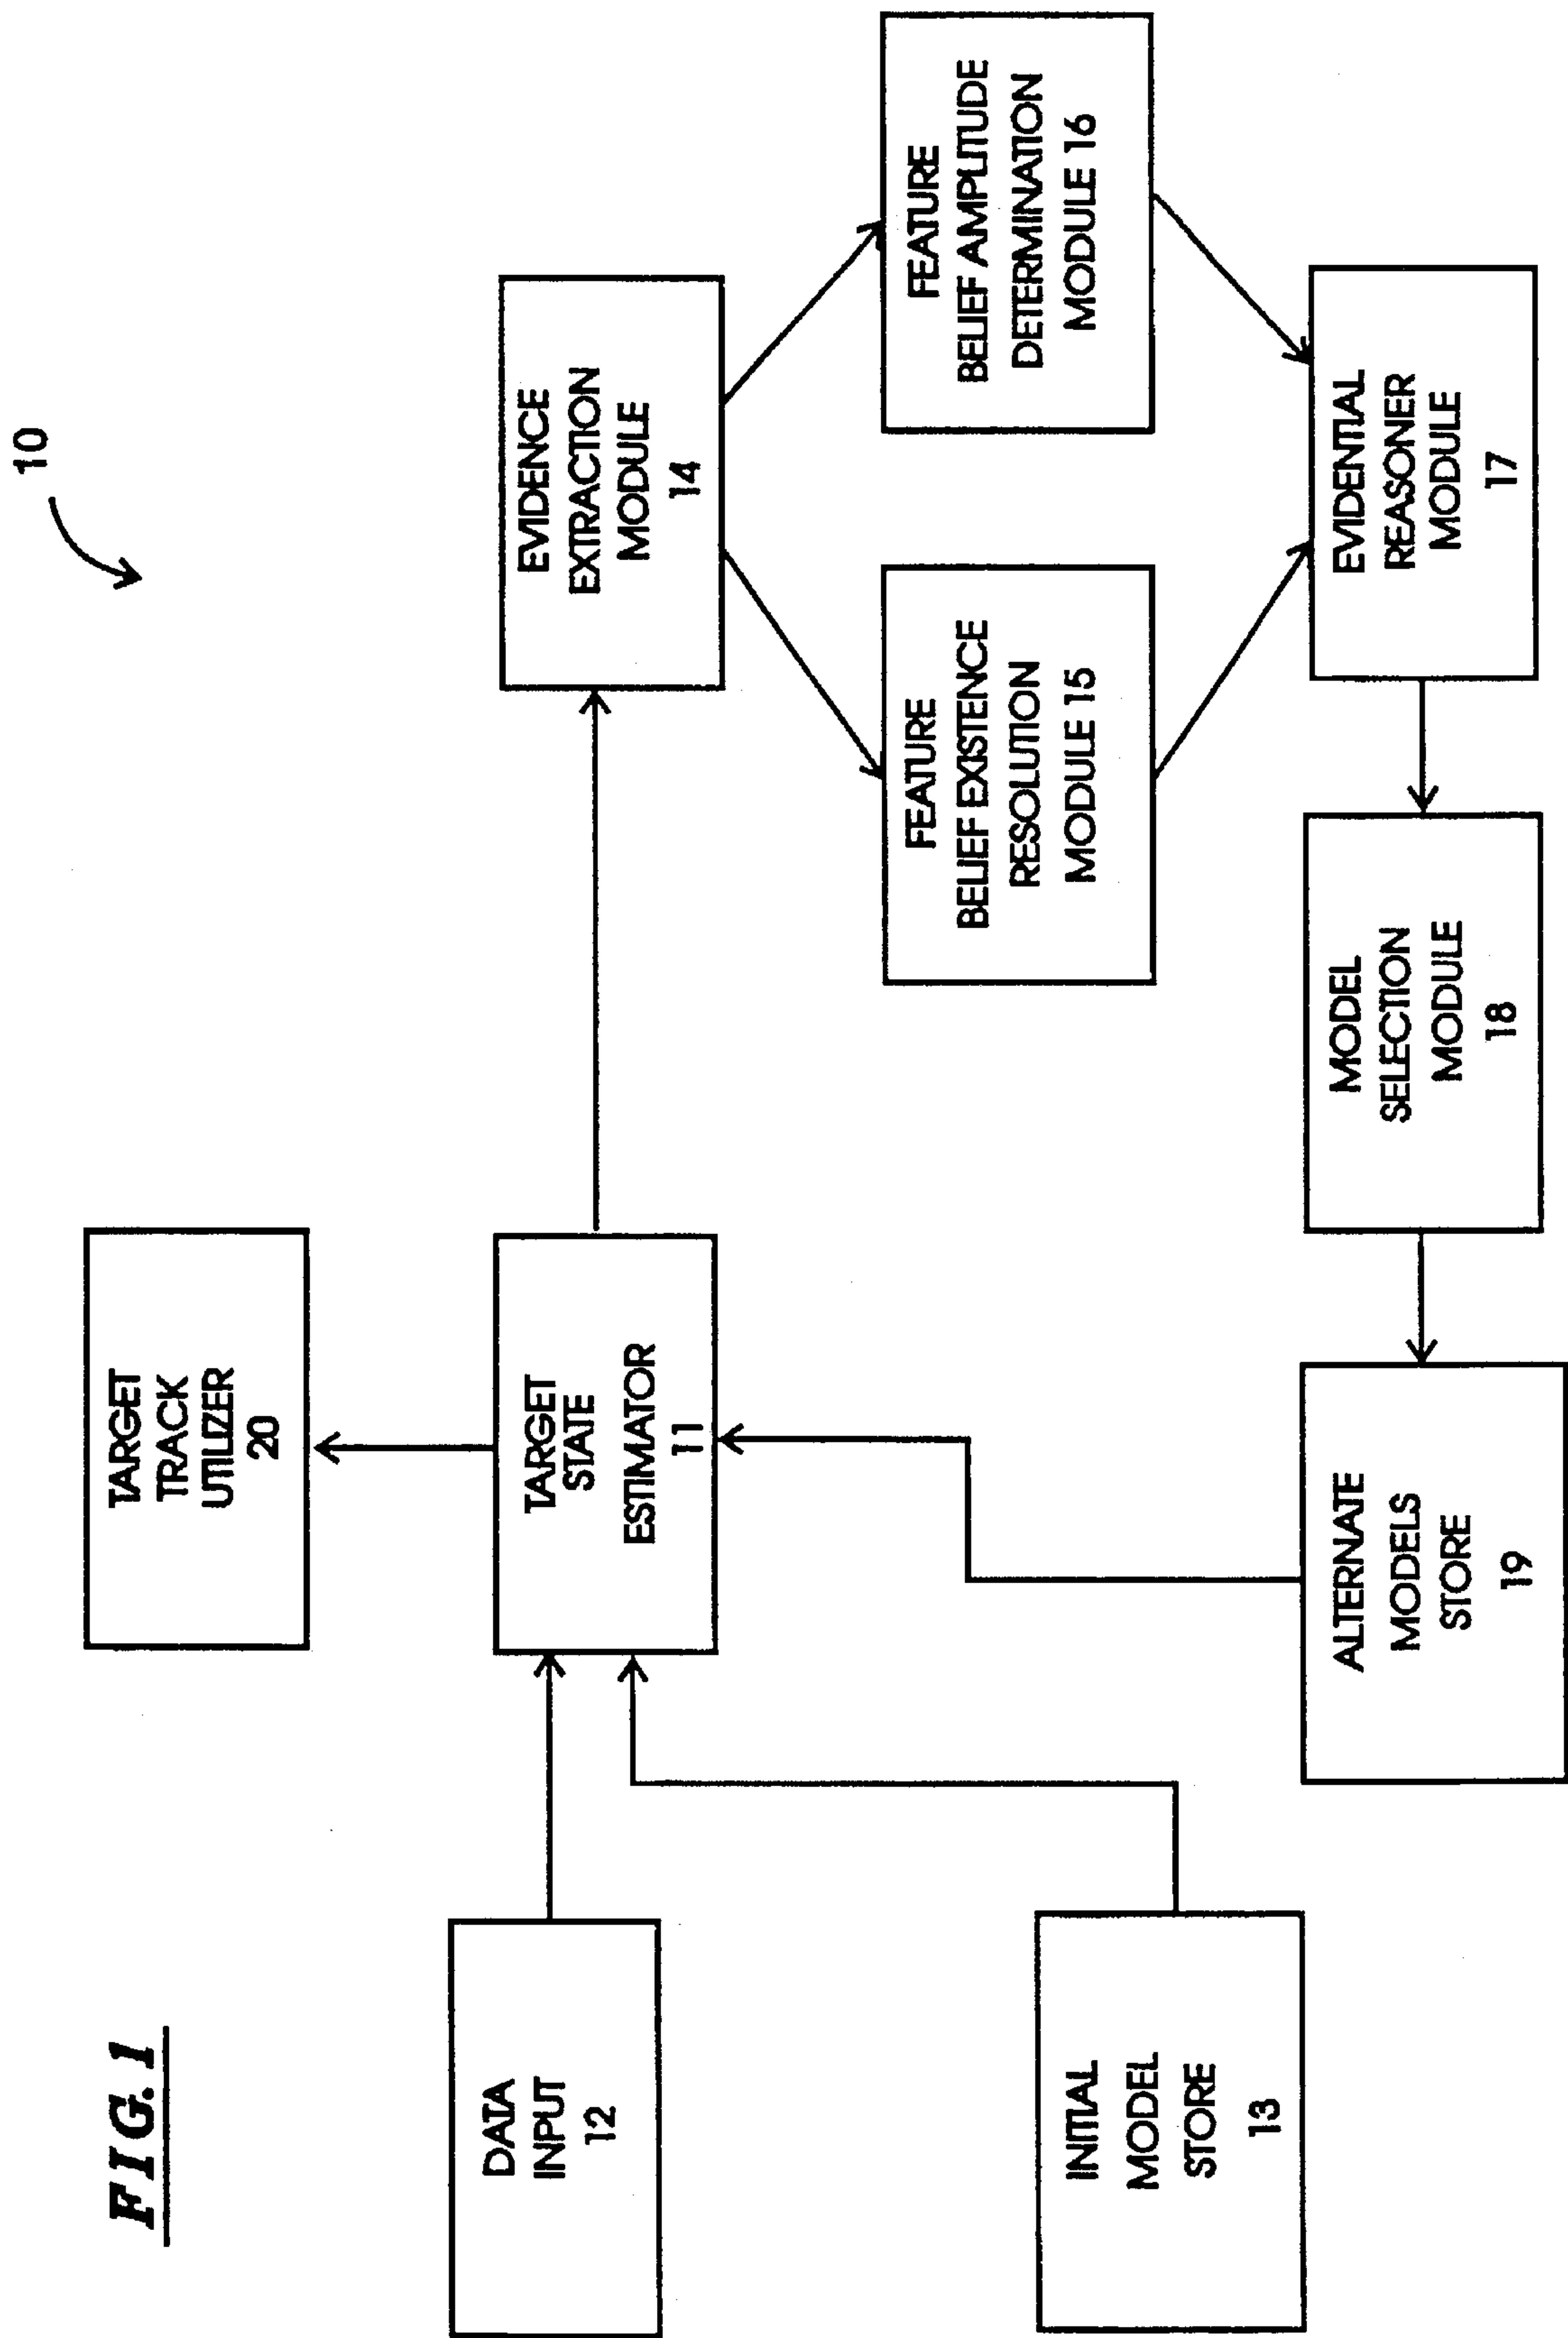 FIG. 1
10
TARGET
TRACK
UTILIZER
20
DATA
INPUT
12
TARGET
STATE
ESTIMATOR
11
EVIDENCE
EXTRACTION
MODULE
14
FEATURE
BELIEF EXISTENCE
RESOLUTION
MODULE 15
FEATURE
BELIEF AMPLITUDE
DETERMINATION
MODULE 16
INITIAL
MODEL
STORE
13
ALTERNATE
MODELS
STORE
19
MODEL
SELECTION
MODULE
18
EVIDENTIAL
REASONER
MODULE
17